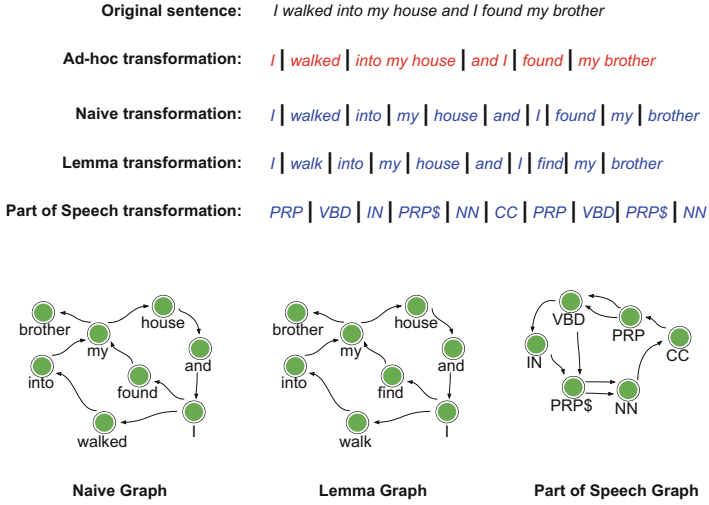 Original sentence: I walked into my house and I found my brother
Ad-hoc transformation: I | walked | into my house | and I | found | my brother
Naive transformation: I | walked | into | my | house | and | I | found | my | brother
Lemma transformation: I | walk | into | my | house | and | I | find | my | brother
Part of Speech transformation: PRP | VBD | IN | PRP$ | NN | CC | PRP | VBD | PRP$ | NN
brother
house
my
and
into
found
I
walked
Naive Graph
brother
house
my
and
into
find
I
walk
Lemma Graph
VBD
PRP
CC
IN
PRP$
NN
Part of Speech Graph